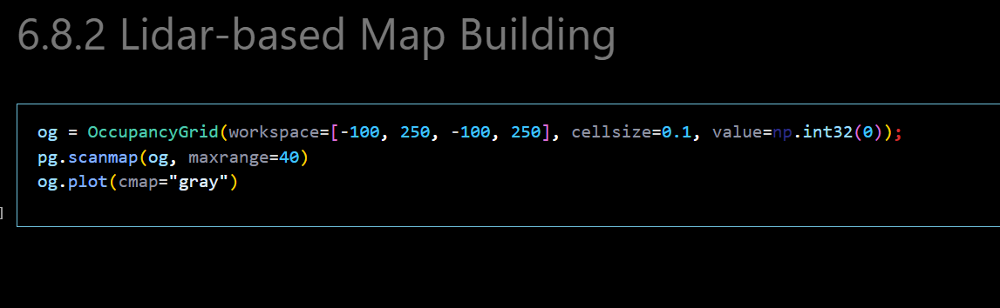 6.8.2 Lidar-based Map Building
og = OccupancyGrid(workspace=[-100, 250, -100, 250], cellsize=0.1, value=np.int32(0));
pg.scanmap(og, maxrange=40)
og.plot(cmap="gray")
]